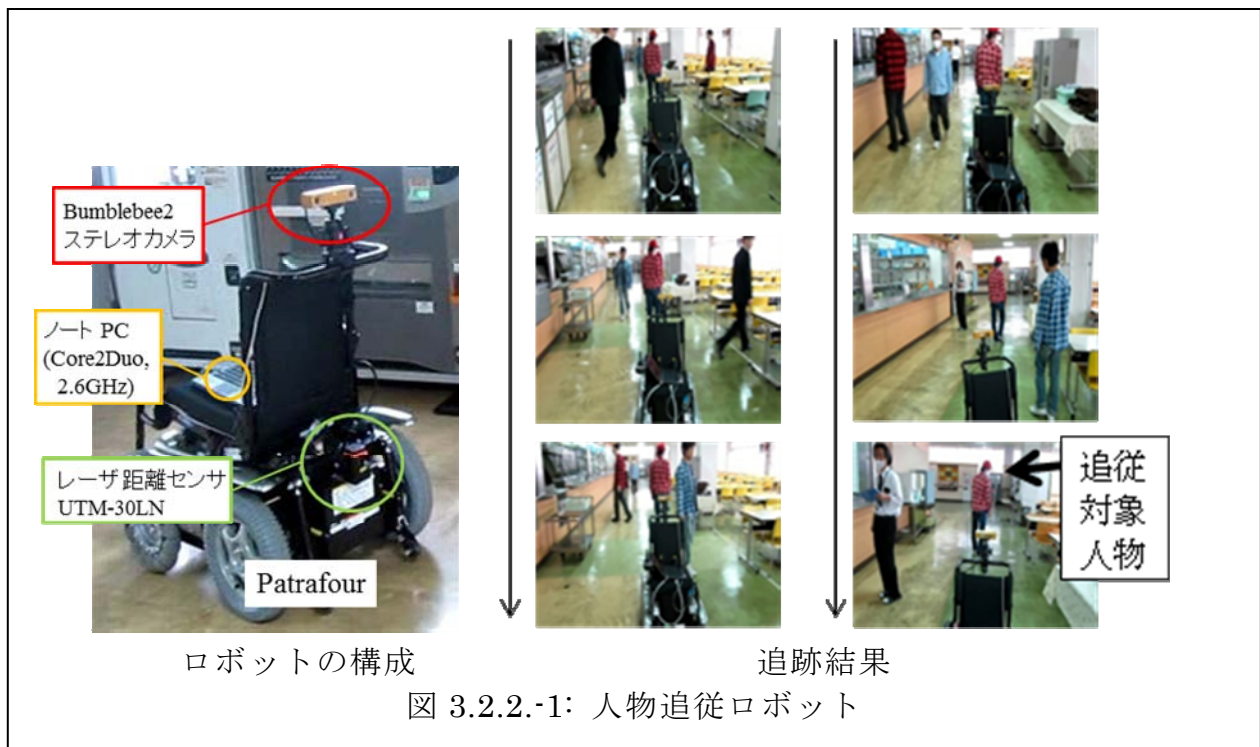 Bumblebee2
ステレオカメラ
ノート PC
(Core2Duo,
2.6GHz)
レーザ距離センサ
UTM-30LN
Patrafour
追従
対象
人物
ロボットの構成
追跡結果
図 3.2.2.-1: 人物追従ロボット